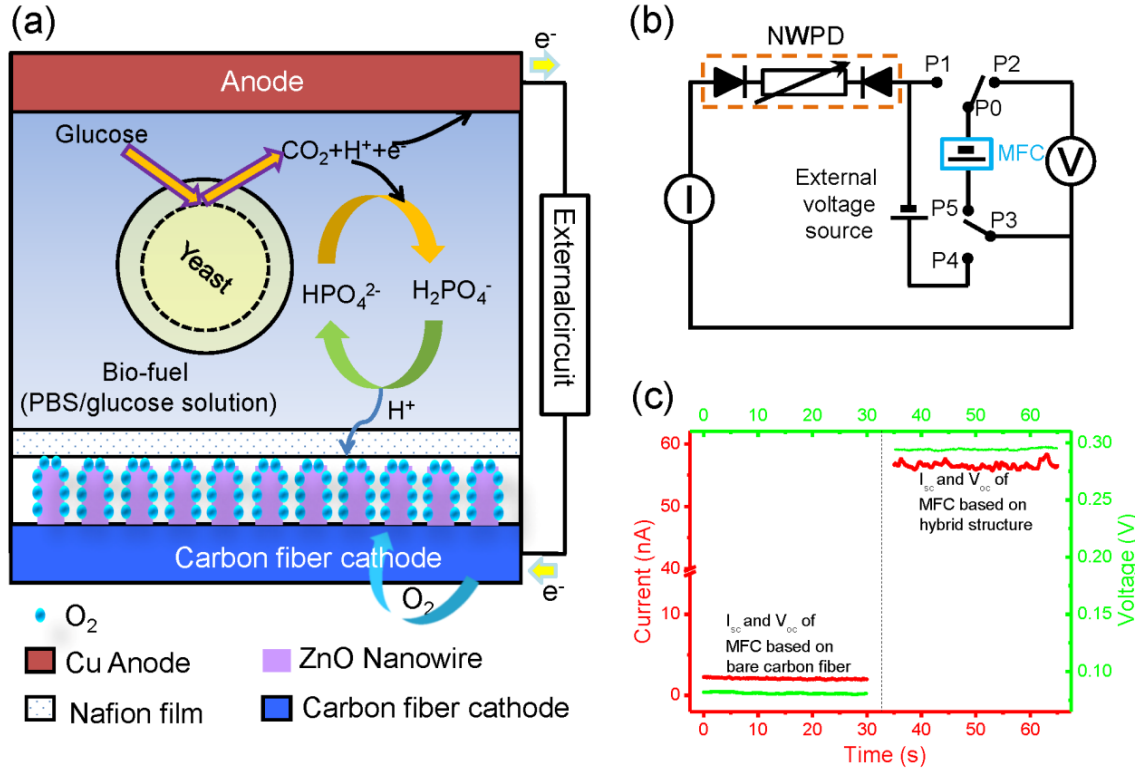 (a)
e⁻
Anode
Glucose
CO₂+H⁺+e⁻
Yeast
HPO₄²⁻
H₂PO₄⁻
Bio-fuel
(PBS/glucose solution)
H⁺
Externalcircuit
Carbon fiber cathode
O₂
e⁻
O₂
Cu Anode
ZnO Nanowire
Nafion film
Carbon fiber cathode
(b)
NWPD
P1
P2
P0
MFC
V
I
External
voltage
source
P5
P3
P4
(c)
0 10 20 30 40 50 60
60
50
40
10
0
Current (nA)
0.30
0.25
0.20
0.15
0.10
Voltage (V)
I_sc and V_oc of
MFC based on
hybrid structure
I_sc and V_oc of
MFC based on
bare carbon fiber
0 10 20 30 40 50 60
Time (s)